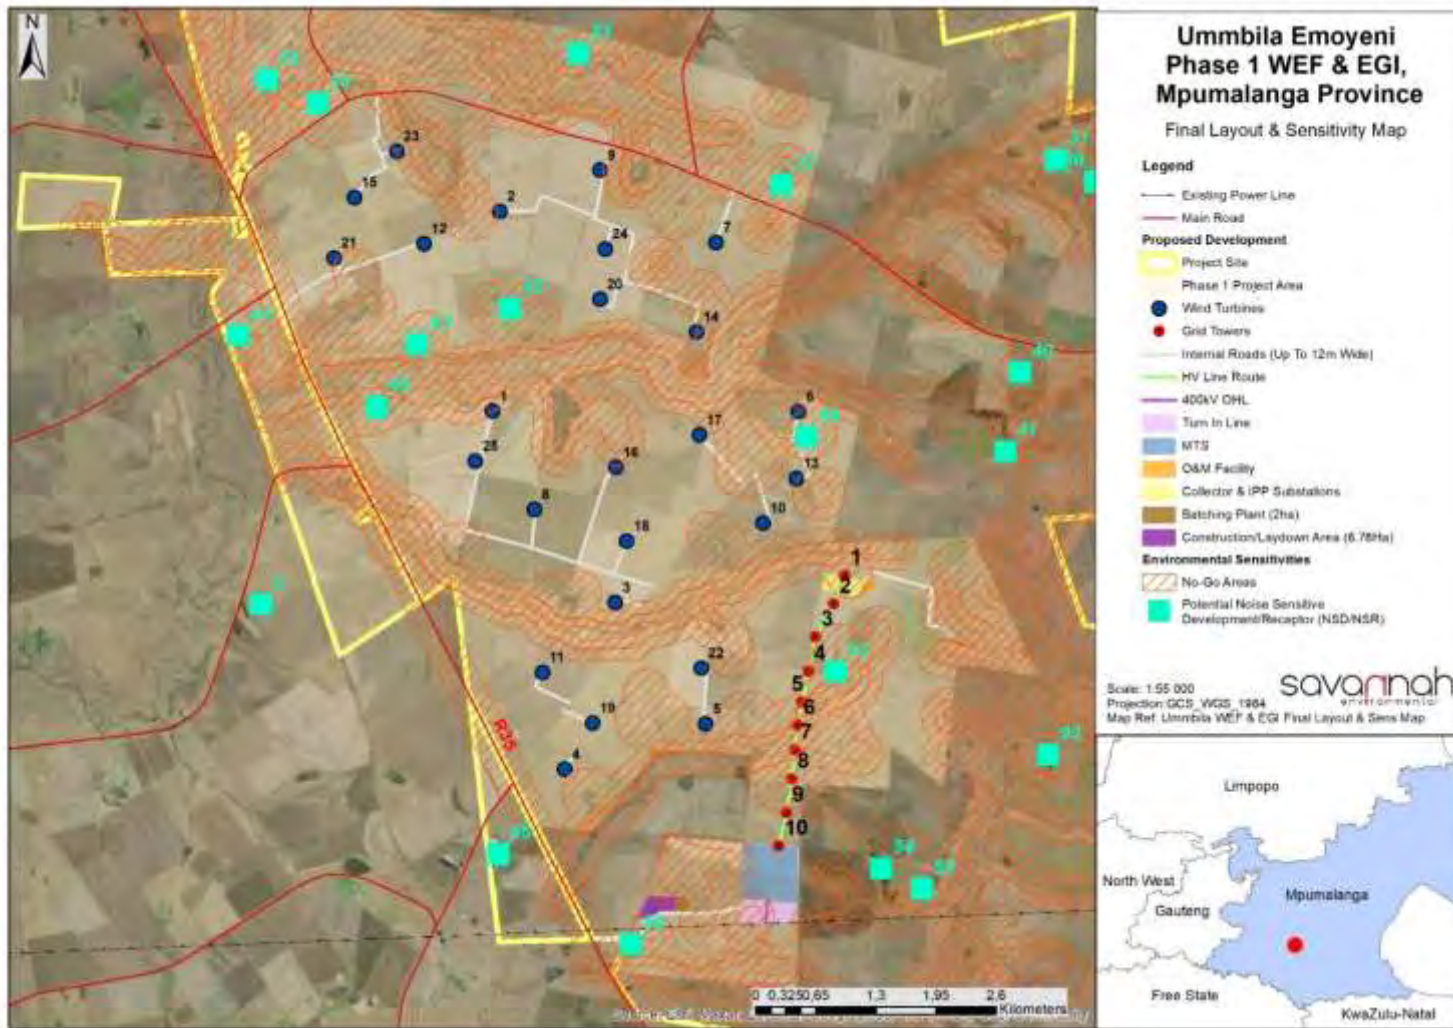 N
Ummbila Emoyeni
Phase 1 WEF & EGI,
Mpumalanga Province
Final Layout & Sensitivity Map
Legend
Existing Power Line
Main Road
Proposed Development
Project Site
Phase 1 Project Area
Wind Turbines
Grid Towers
Internal Roads (Up To 12m Wide)
HV Line Route
400kV OHL
Turn In Line
MTS
O&M Facility
Collector & IPP Substations
Batching Plant (2ha)
Construction/Laydown Area (6.78Ha)
Environmental Sensitivities
No-Go Areas
Potential Noise Sensitive
Development/Receptor (NSD/NSR)
Scale: 1:55 000
Projection: GCS_WGS_1984
Map Ref: Ummbila WEF & EGI Final Layout & Sens Map
savannah
environmental
Limpopo
North West
Gauteng
Mpumalanga
Free State
KwaZulu-Natal
23
9
15
2
12
24
7
21
20
14
1
6
17
16
13
8
10
18
3
1
2
3
11
22
4
5
19
5
6
7
4
8
9
10
R35
41
0 0.325 0.65 1.3 1.95 2.6
Kilometers